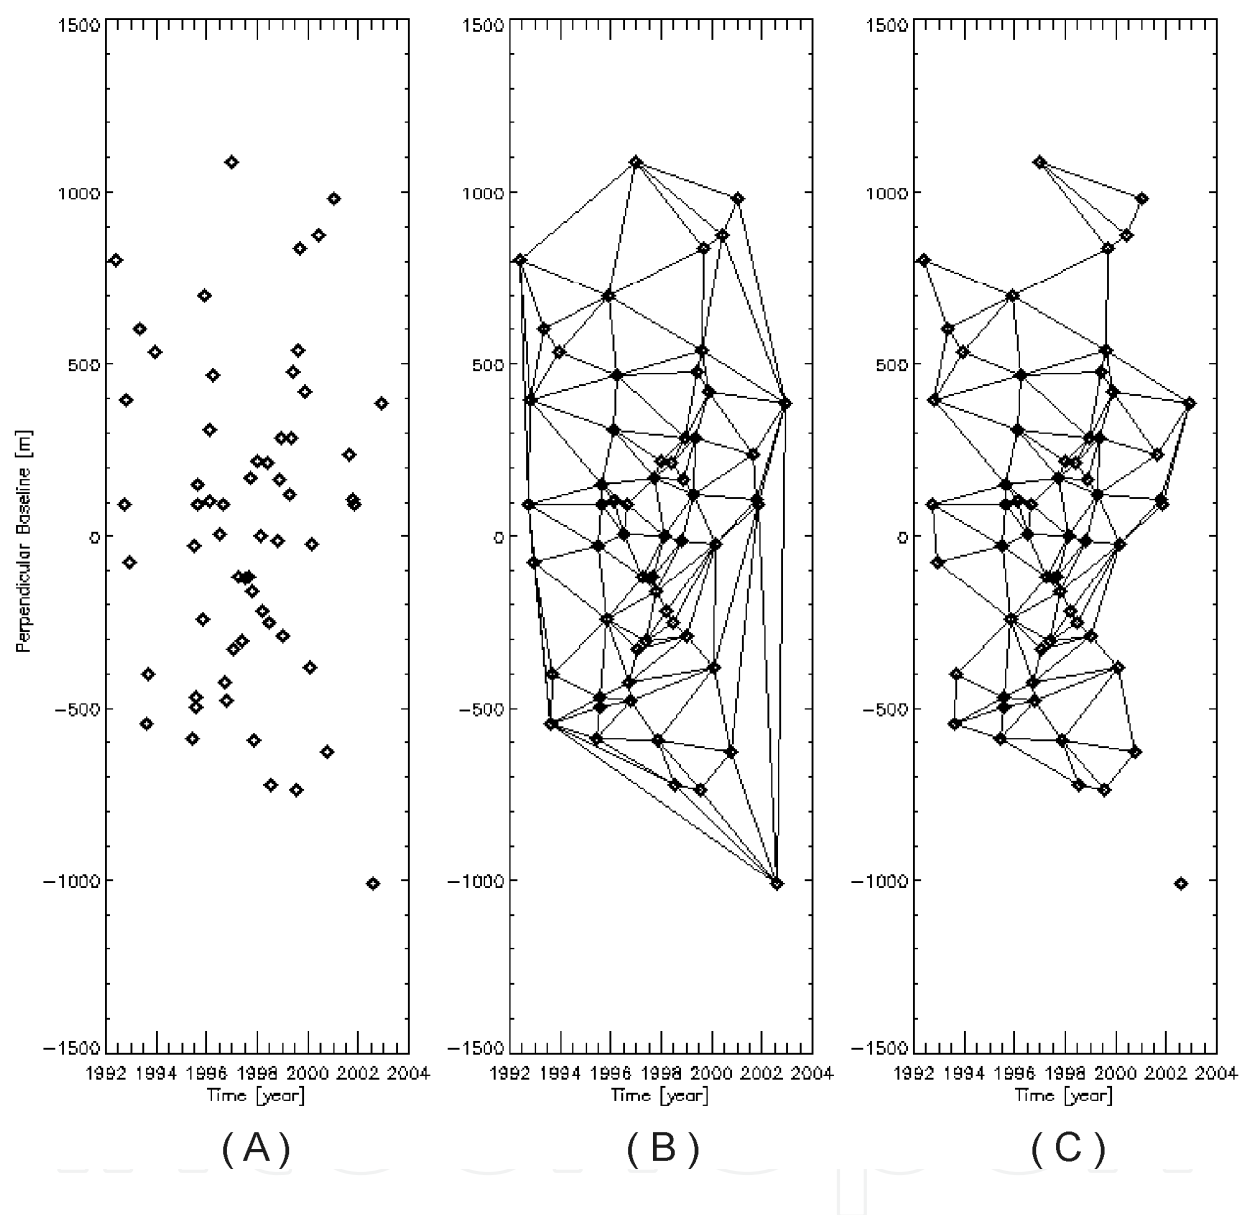 1500 1500 1500
1000 1000 1000
500 500 500
0 0 0
−500 −500 −500
−1000 −1000 −1000
−1500 −1500 −1500
Perpendicular Baseline [m]
1992 1994 1996 1998 2000 2002 2004 1992 1994 1996 1998 2000 2002 2004 1992 1994 1996 1998 2000 2002 2004
Time [year] Time [year] Time [year]
( A ) ( B ) ( C )